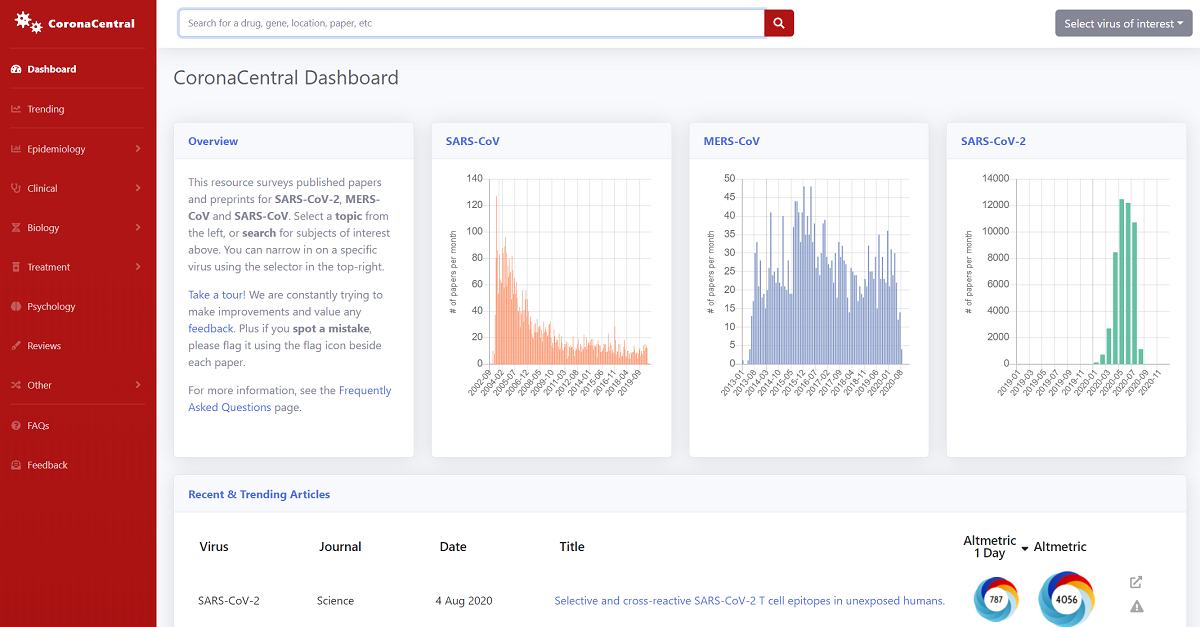 CoronaCentral
Search for a drug, gene, location, paper, etc
Select virus of interest
Dashboard
Trending
Epidemiology
Clinical
Biology
Treatment
Psychology
Reviews
Other
FAQs
Feedback
CoronaCentral Dashboard
Overview
This resource surveys published papers
and preprints for SARS-CoV-2, MERS-
CoV and SARS-CoV. Select a topic from
the left, or search for subjects of interest
above. You can narrow in on a specific
virus using the selector in the top-right.
Take a tour! We are constantly trying to
make improvements and value any
feedback. Plus if you spot a mistake,
please flag it using the flag icon beside
each paper.
For more information, see the Frequently
Asked Questions page.
SARS-CoV
# of papers per month
140
120
100
80
60
40
20
0
2002-09
2004-02
2005-07
2006-12
2008-05
2009-10
2011-03
2012-08
2014-01
2015-06
2016-11
2018-04
2019-09
MERS-CoV
# of papers per month
50
45
40
35
30
25
20
15
10
5
0
2013-01
2013-08
2014-03
2014-10
2015-05
2015-12
2016-07
2017-02
2017-09
2018-04
2018-11
2019-06
2020-01
2020-08
SARS-CoV-2
# of papers per month
14000
12000
10000
8000
6000
4000
2000
0
2019-01
2019-03
2019-05
2019-07
2019-09
2019-11
2020-01
2020-03
2020-05
2020-07
2020-09
2020-11
Recent & Trending Articles
Virus Journal Date Title Altmetric 1 Day Altmetric
SARS-CoV-2 Science 4 Aug 2020 Selective and cross-reactive SARS-CoV-2 T cell epitopes in unexposed humans. 787 4056